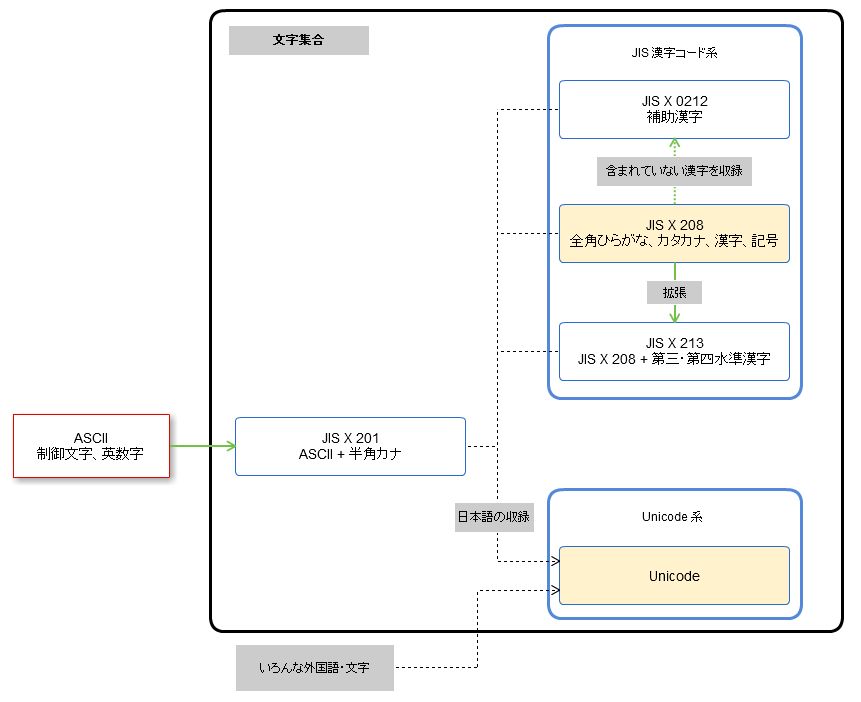 文字集合
JIS 漢字コード系
JIS X 0212
補助漢字
含まれていない漢字を収録
JIS X 208
全角ひらがな、カタカナ、漢字、記号
拡張
JIS X 213
JIS X 208 + 第三・第四水準漢字
ASCII
制御文字、英数字
JIS X 201
ASCII + 半角カナ
日本語の収録
Unicode 系
Unicode
いろんな外国語・文字